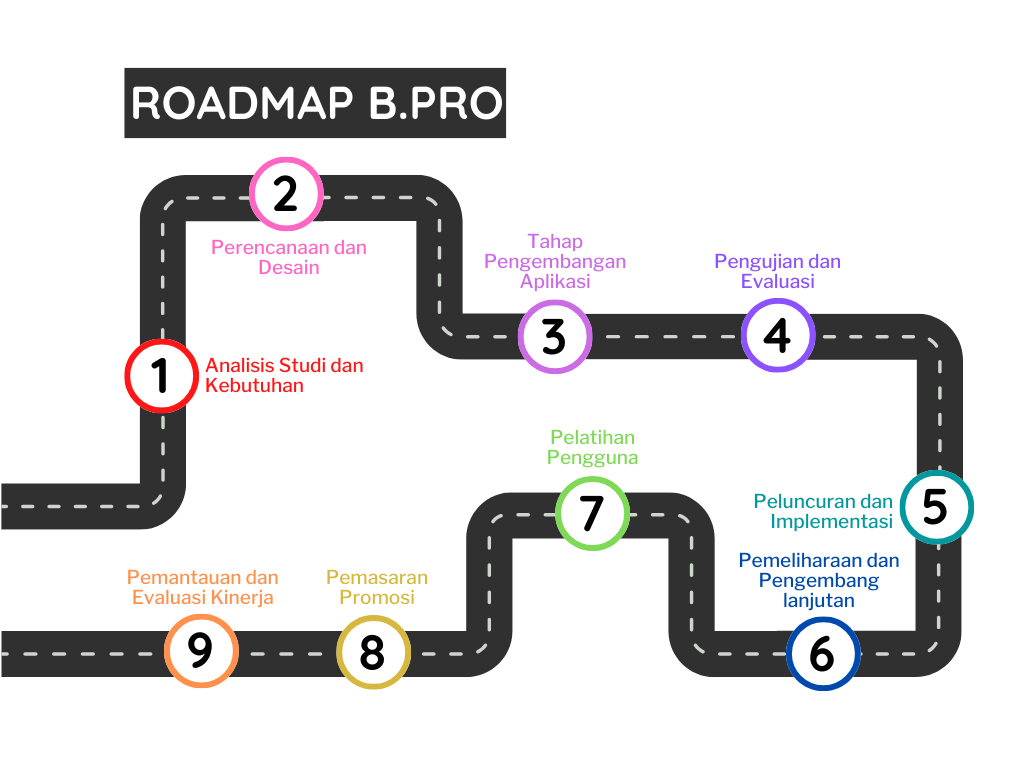 ROADMAP B.PRO
1
Analisis Studi dan
Kebutuhan
2
Perencanaan dan
Desain
Tahap
Pengembangan
Aplikasi
3
Pengujian dan
Evaluasi
4
5
Peluncuran dan
Implementasi
Pemeliharaan dan
Pengembang
lanjutan
6
Pelatihan
Pengguna
7
Pemasaran
Promosi
8
Pemantauan dan
Evaluasi Kinerja
9